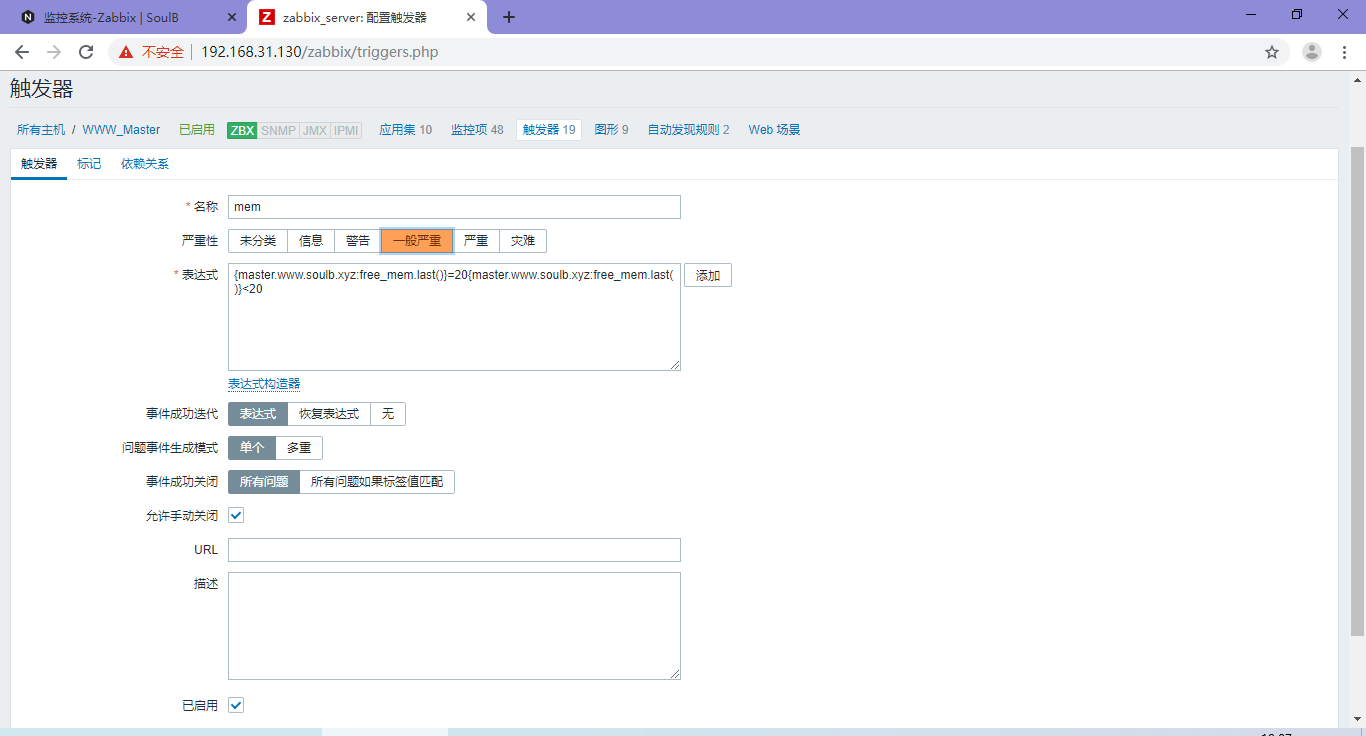 监控系统-Zabbix | SoulB
zabbix_server: 配置触发器
不安全 192.168.31.130/zabbix/triggers.php
触发器
所有主机 / WWW_Master 已启用 ZBX SNMP JMX IPMI 应用集 10 监控项 48 触发器 19 图形 9 自动发现规则 2 Web 场景
触发器 标记 依赖关系
* 名称 mem
严重性 未分类 信息 警告 一般严重 严重 灾难
* 表达式 {master.www.soulb.xyz:free_mem.last()}=20{master.www.soulb.xyz:free_mem.last( 添加
)}<20
表达式构造器
事件成功迭代 表达式 恢复表达式 无
问题事件生成模式 单个 多重
事件成功关闭 所有问题 所有问题如果标签值匹配
允许手动关闭
URL
描述
已启用